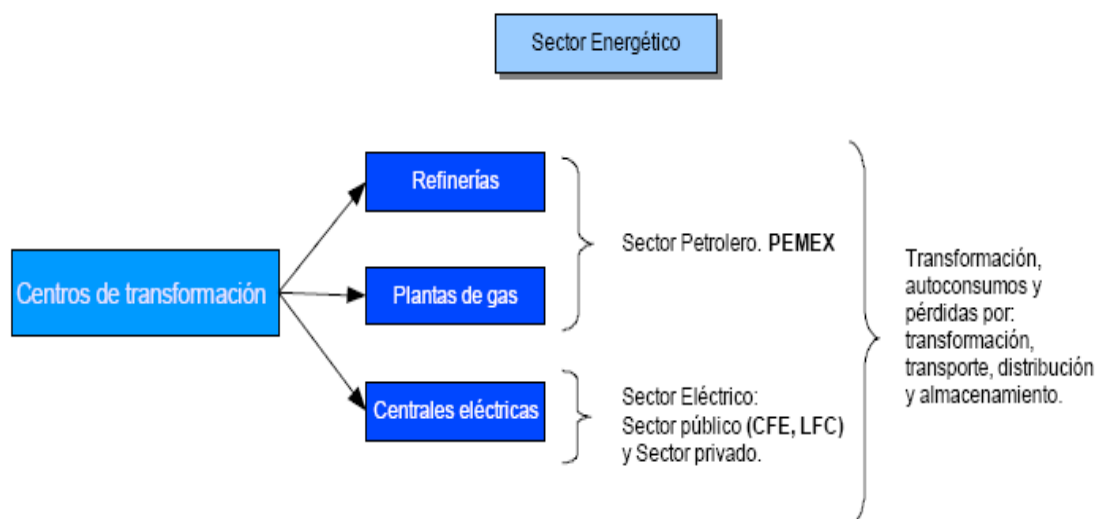 Sector Energético
Refinerías
Sector Petrolero. PEMEX
Centros de transformación
Plantas de gas
Transformación,
autoconsumos y
pérdidas por:
transformación,
transporte, distribución
y almacenamiento.
Centrales eléctricas
Sector Eléctrico:
Sector público (CFE, LFC)
y Sector privado.